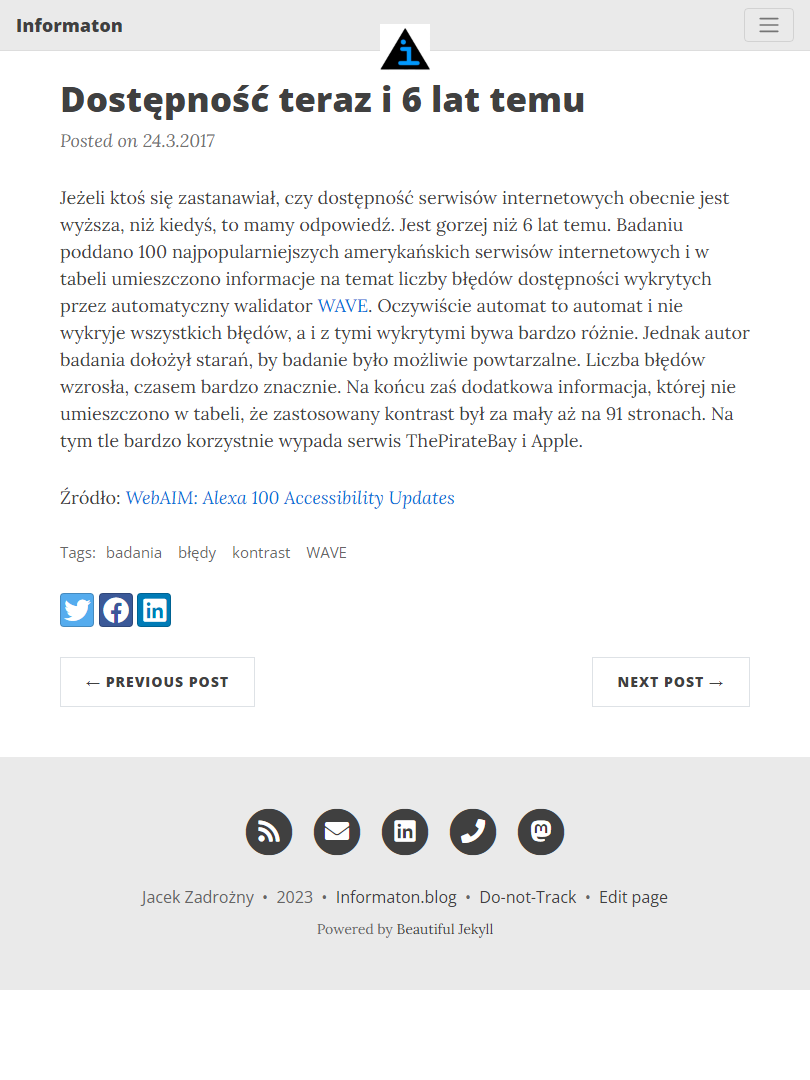 Informaton
i
Dostępność teraz i 6 lat temu
Posted on 24.3.2017
Jeżeli ktoś się zastanawiał, czy dostępność serwisów internetowych obecnie jest
wyższa, niż kiedyś, to mamy odpowiedź. Jest gorzej niż 6 lat temu. Badaniu
poddano 100 najpopularniejszych amerykańskich serwisów internetowych i w
tabeli umieszczono informacje na temat liczby błędów dostępności wykrytych
przez automatyczny walidator WAVE. Oczywiście automat to automat i nie
wykryje wszystkich błędów, a i z tymi wykrytymi bywa bardzo różnie. Jednak autor
badania dołożył starań, by badanie było możliwie powtarzalne. Liczba błędów
wzrosła, czasem bardzo znacznie. Na końcu zaś dodatkowa informacja, której nie
umieszczono w tabeli, że zastosowany kontrast był za mały aż na 91 stronach. Na
tym tle bardzo korzystnie wypada serwis ThePirateBay i Apple.
Źródło: WebAIM: Alexa 100 Accessibility Updates
Tags: badania błędy kontrast WAVE
← PREVIOUS POST NEXT POST →
Jacek Zadrożny • 2023 • Informaton.blog • Do-not-Track • Edit page
Powered by Beautiful Jekyll